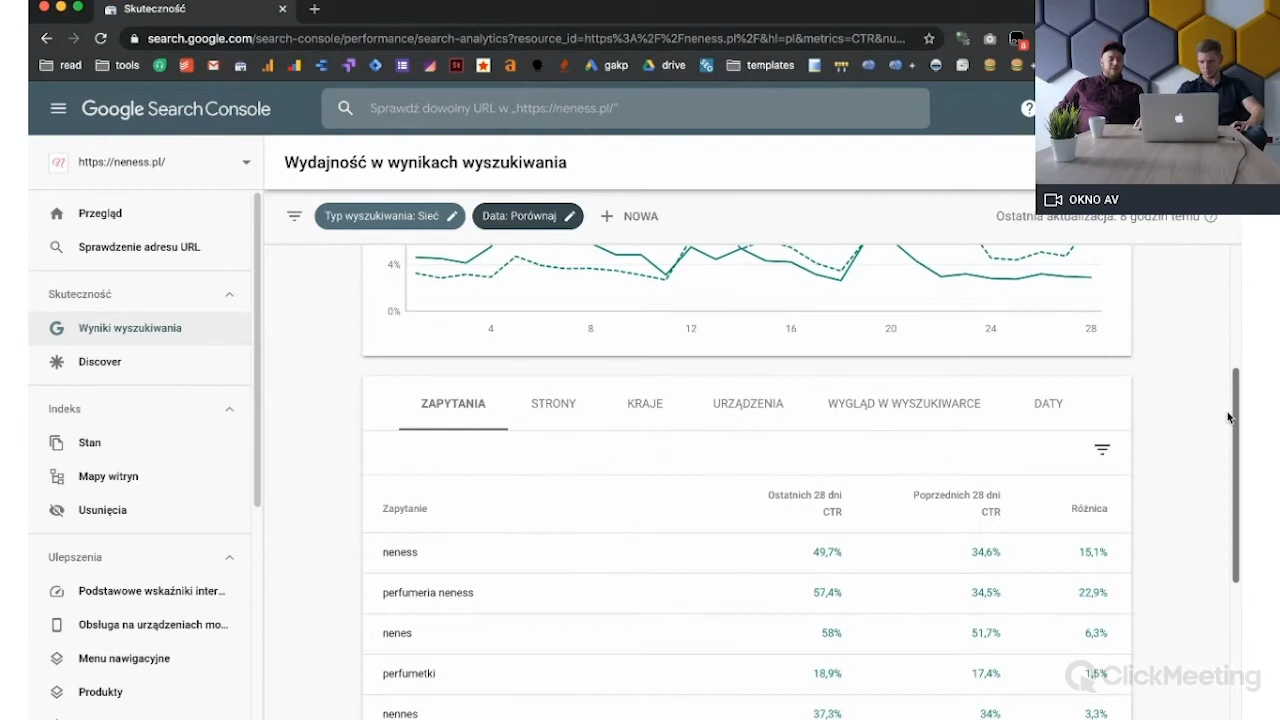 Skuteczność
search.google.com/search-console/performance/search-analytics?resource_id=https%3A%2F%2Fneness.pl%2F&hl=pl&metrics=CTR&nu...
read
tools
gakp
drive
templates
Google Search Console
Sprawdź dowolny URL w „https://neness.pl/”
OKNO AV
https://neness.pl/
Wydajność w wynikach wyszukiwania
Przegląd
Sprawdzenie adresu URL
Skuteczność
Wyniki wyszukiwania
Discover
Indeks
Stan
Mapy witryn
Usunięcia
Ulepszenia
Podstawowe wskaźniki inter...
Obsługa na urządzeniach mo...
Menu nawigacyjne
Produkty
Typ wyszukiwania: Sieć
Data: Porównaj
NOWA
Ostatnia aktualizacja: 8 godzin temu
4%
0%
4 8 12 16 20 24 28
ZAPYTANIA STRONY KRAJE URZĄDZENIA WYGLĄD W WYSZUKIWARCE DATY
Ostatnich 28 dni Poprzednich 28 dni
Zapytanie CTR CTR Różnica
neness 49,7% 34,6% 15,1%
perfumeria neness 57,4% 34,5% 22,9%
nenes 58% 51,7% 6,3%
perfumetki 18,9% 17,4% 1,5%
nennes 37,3% 34% 3,3%
ClickMeeting